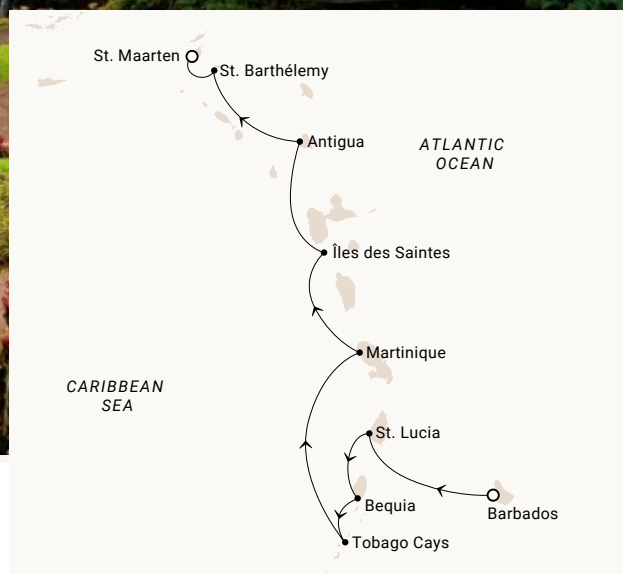 St. Maarten
St. Barthélemy
Antigua
ATLANTIC
OCEAN
Îles des Saintes
Martinique
CARIBBEAN
SEA
St. Lucia
Bequia
Barbados
Tobago Cays